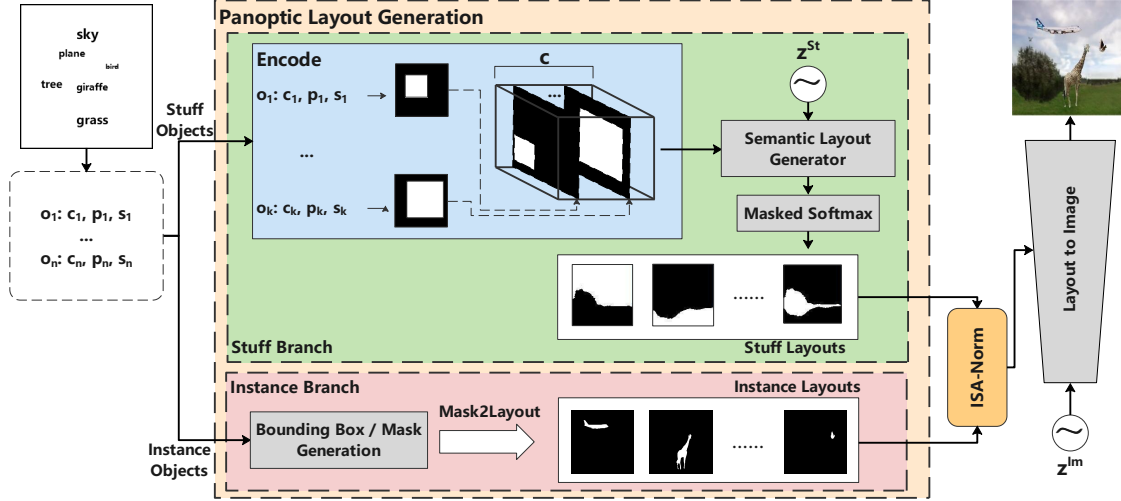 sky
plane
bird
tree
giraffe
grass
o1: c1, p1, s1
...
on: cn, pn, sn
Stuff
Objects
Instance
Objects
Panoptic Layout Generation
Encode
o1: c1, p1, s1
...
ok: ck, pk, sk
C
...
z^St
Semantic Layout
Generator
Masked Softmax
......
Stuff Branch
Stuff Layouts
Instance Branch
Instance Layouts
Bounding Box / Mask
Generation
Mask2Layout
......
ISA-Norm
Layout to Image
z^Im